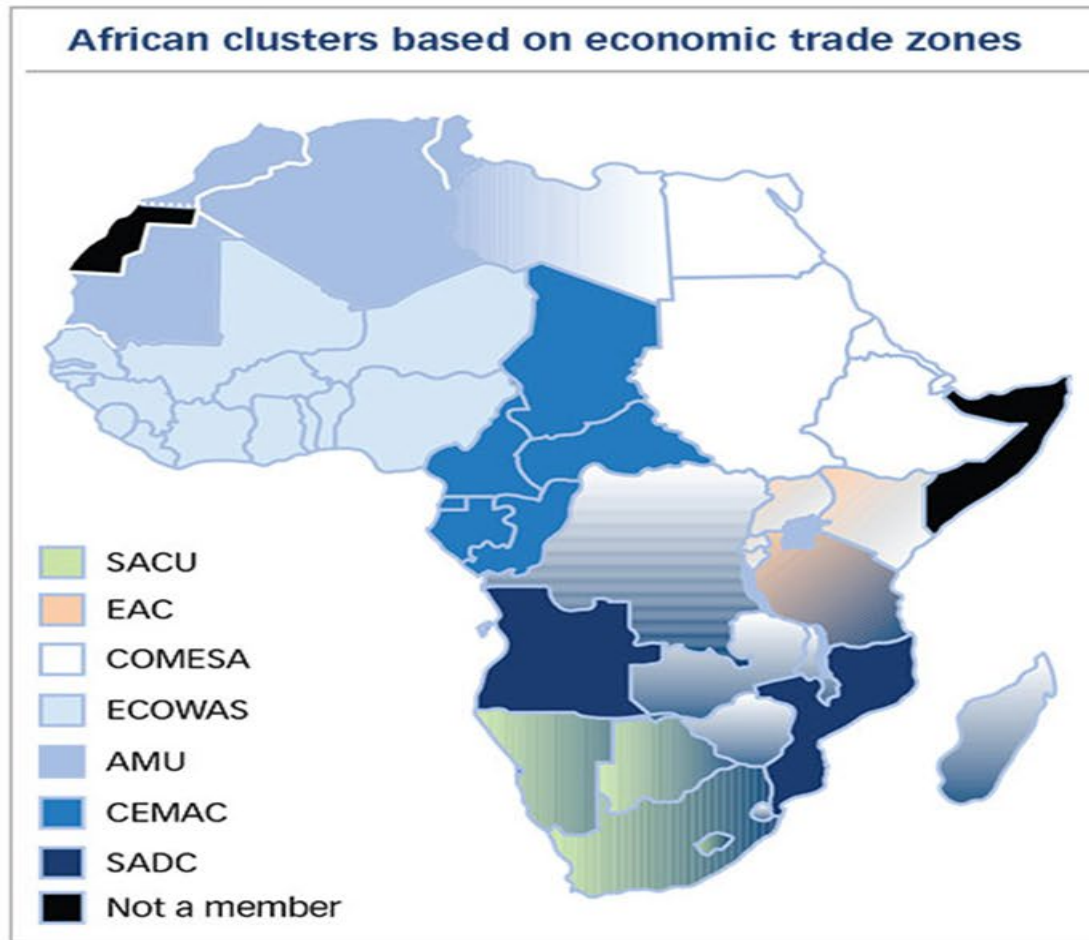 African clusters based on economic trade zones
SACU
EAC
COMESA
ECOWAS
AMU
CEMAC
SADC
Not a member